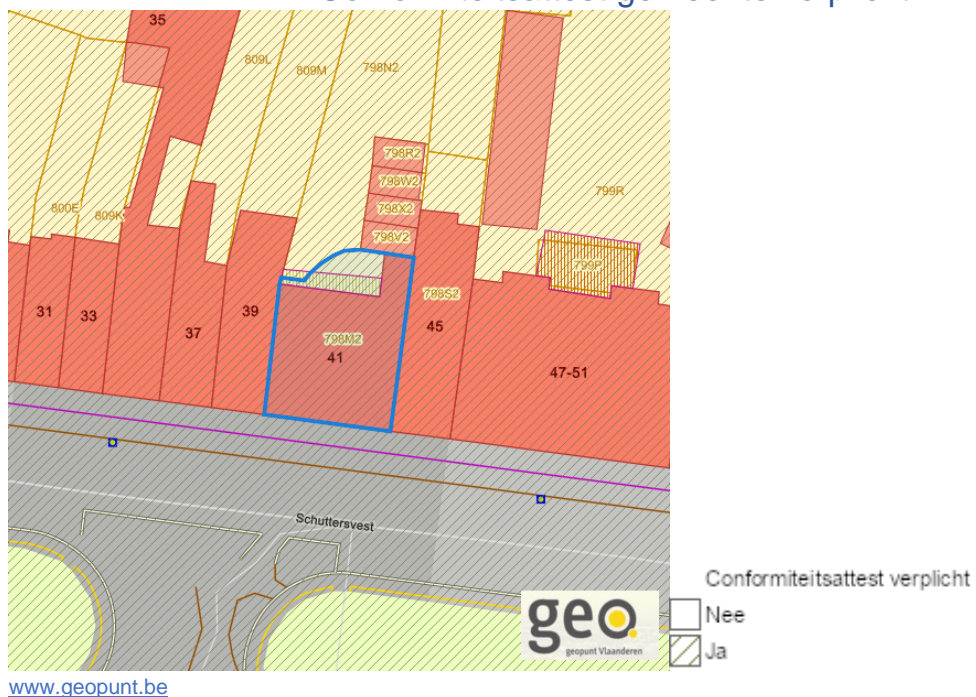 35
809L
809M
798N2
798R2
798W2
799R
798X2
800E
809K
798V2
799P
798S2
31
33
39
37
798M2
45
41
47-51
Schuttersvest
Conformiteitsattest verplicht
geo.
geopunt Vlaanderen
Nee
Ja
www.geopunt.be